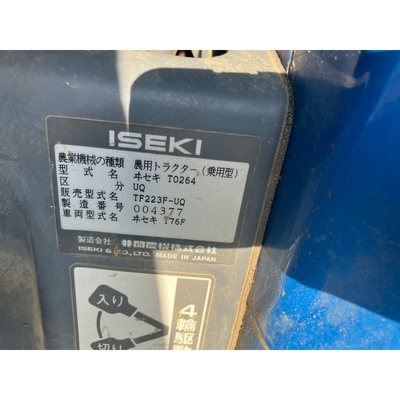 ISEKI
農業機械の種類 農用トラクター(乗用型)
型式名 ヰセキ TO264
区分 UQ
販売型式名 TF223F-UQ
製造番号 004377
車両型式名 ヰセキ T76F
製造会社 井関農機株式会社
ISEKI & CO., LTD. MADE IN JAPAN
入り
切り
4輪駆動